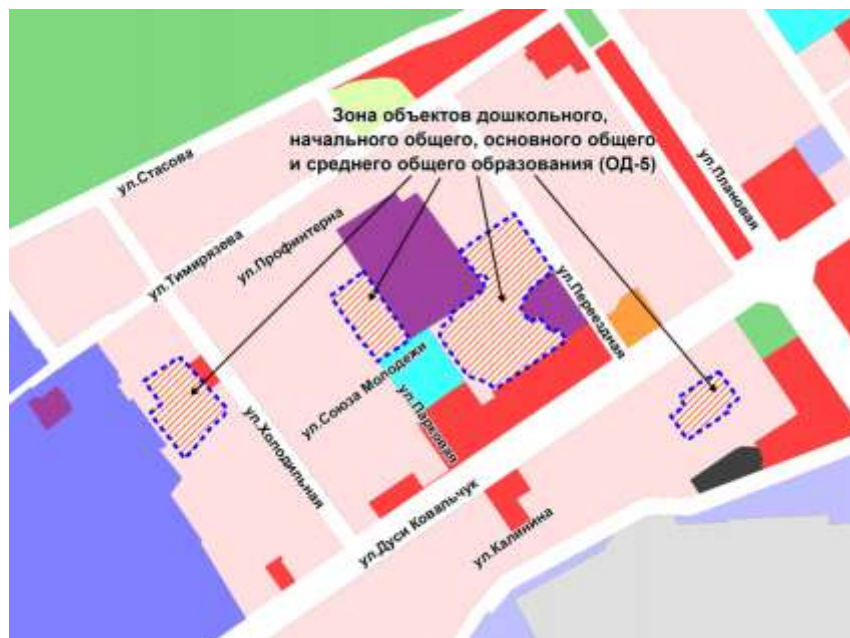 Зона объектов дошкольного,
начального общего, основного общего
и среднего общего образования (ОД-5)
ул.Стасова
ул.Плановая
ул.Профинтерна
ул.Тимирязева
ул.Переездная
ул.Союза Молодежи
ул.Парковая
ул.Холодильная
ул.Дуси Ковальчук
ул.Калинина